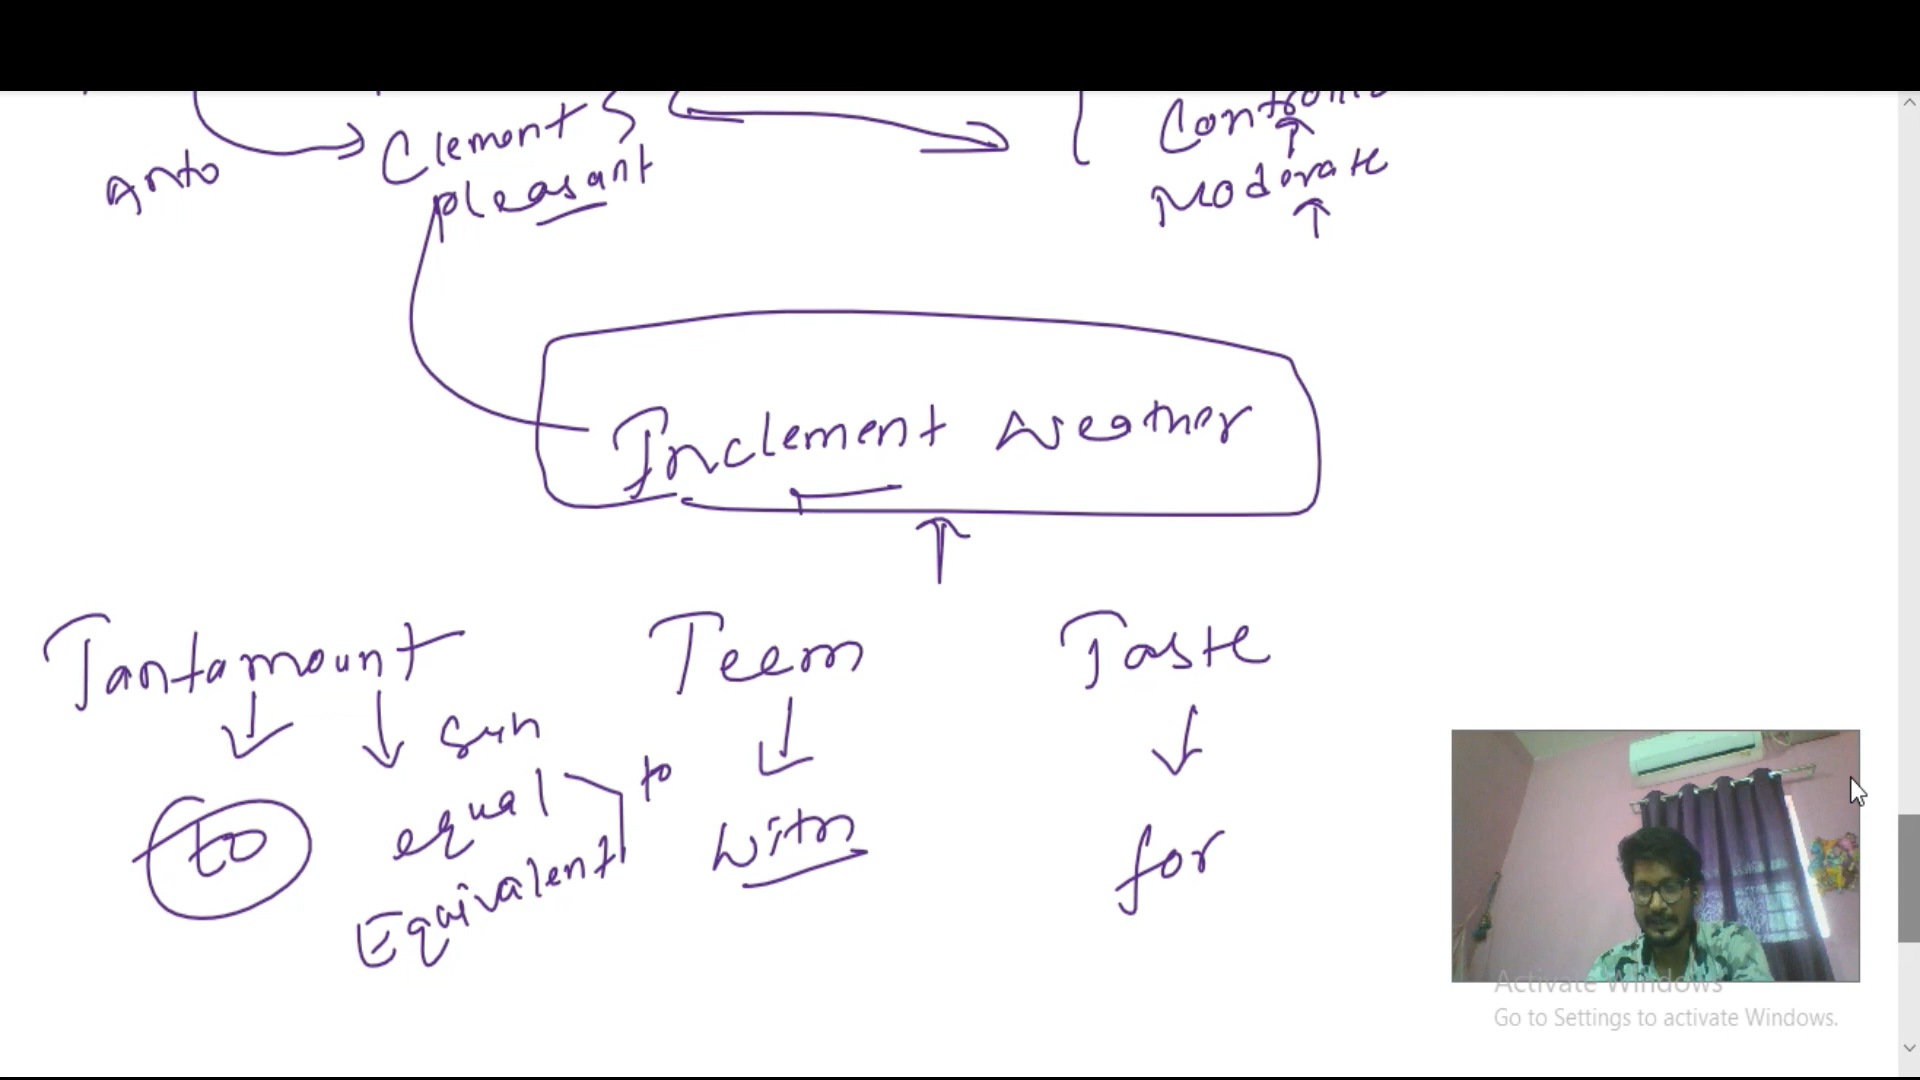 Clement
Anto
pleasant
Moderate
Inclement weather
Tantamount Teem Taste
Syn
to equal to with for
Equivalent
Activate Windows
Go to Settings to activate Windows.